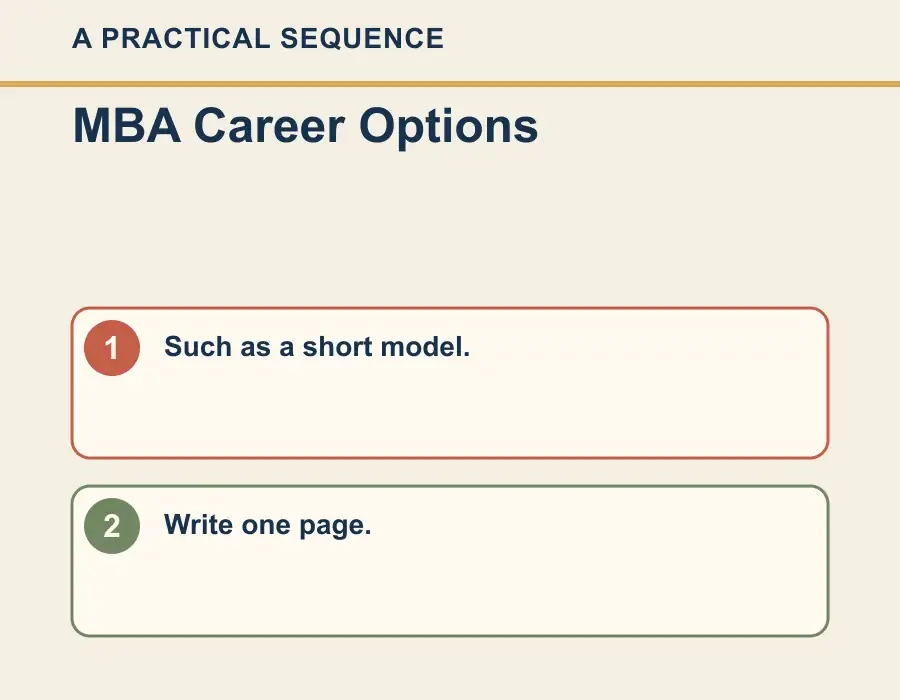 A PRACTICAL SEQUENCE
MBA Career Options
1 Such as a short model.
2 Write one page.